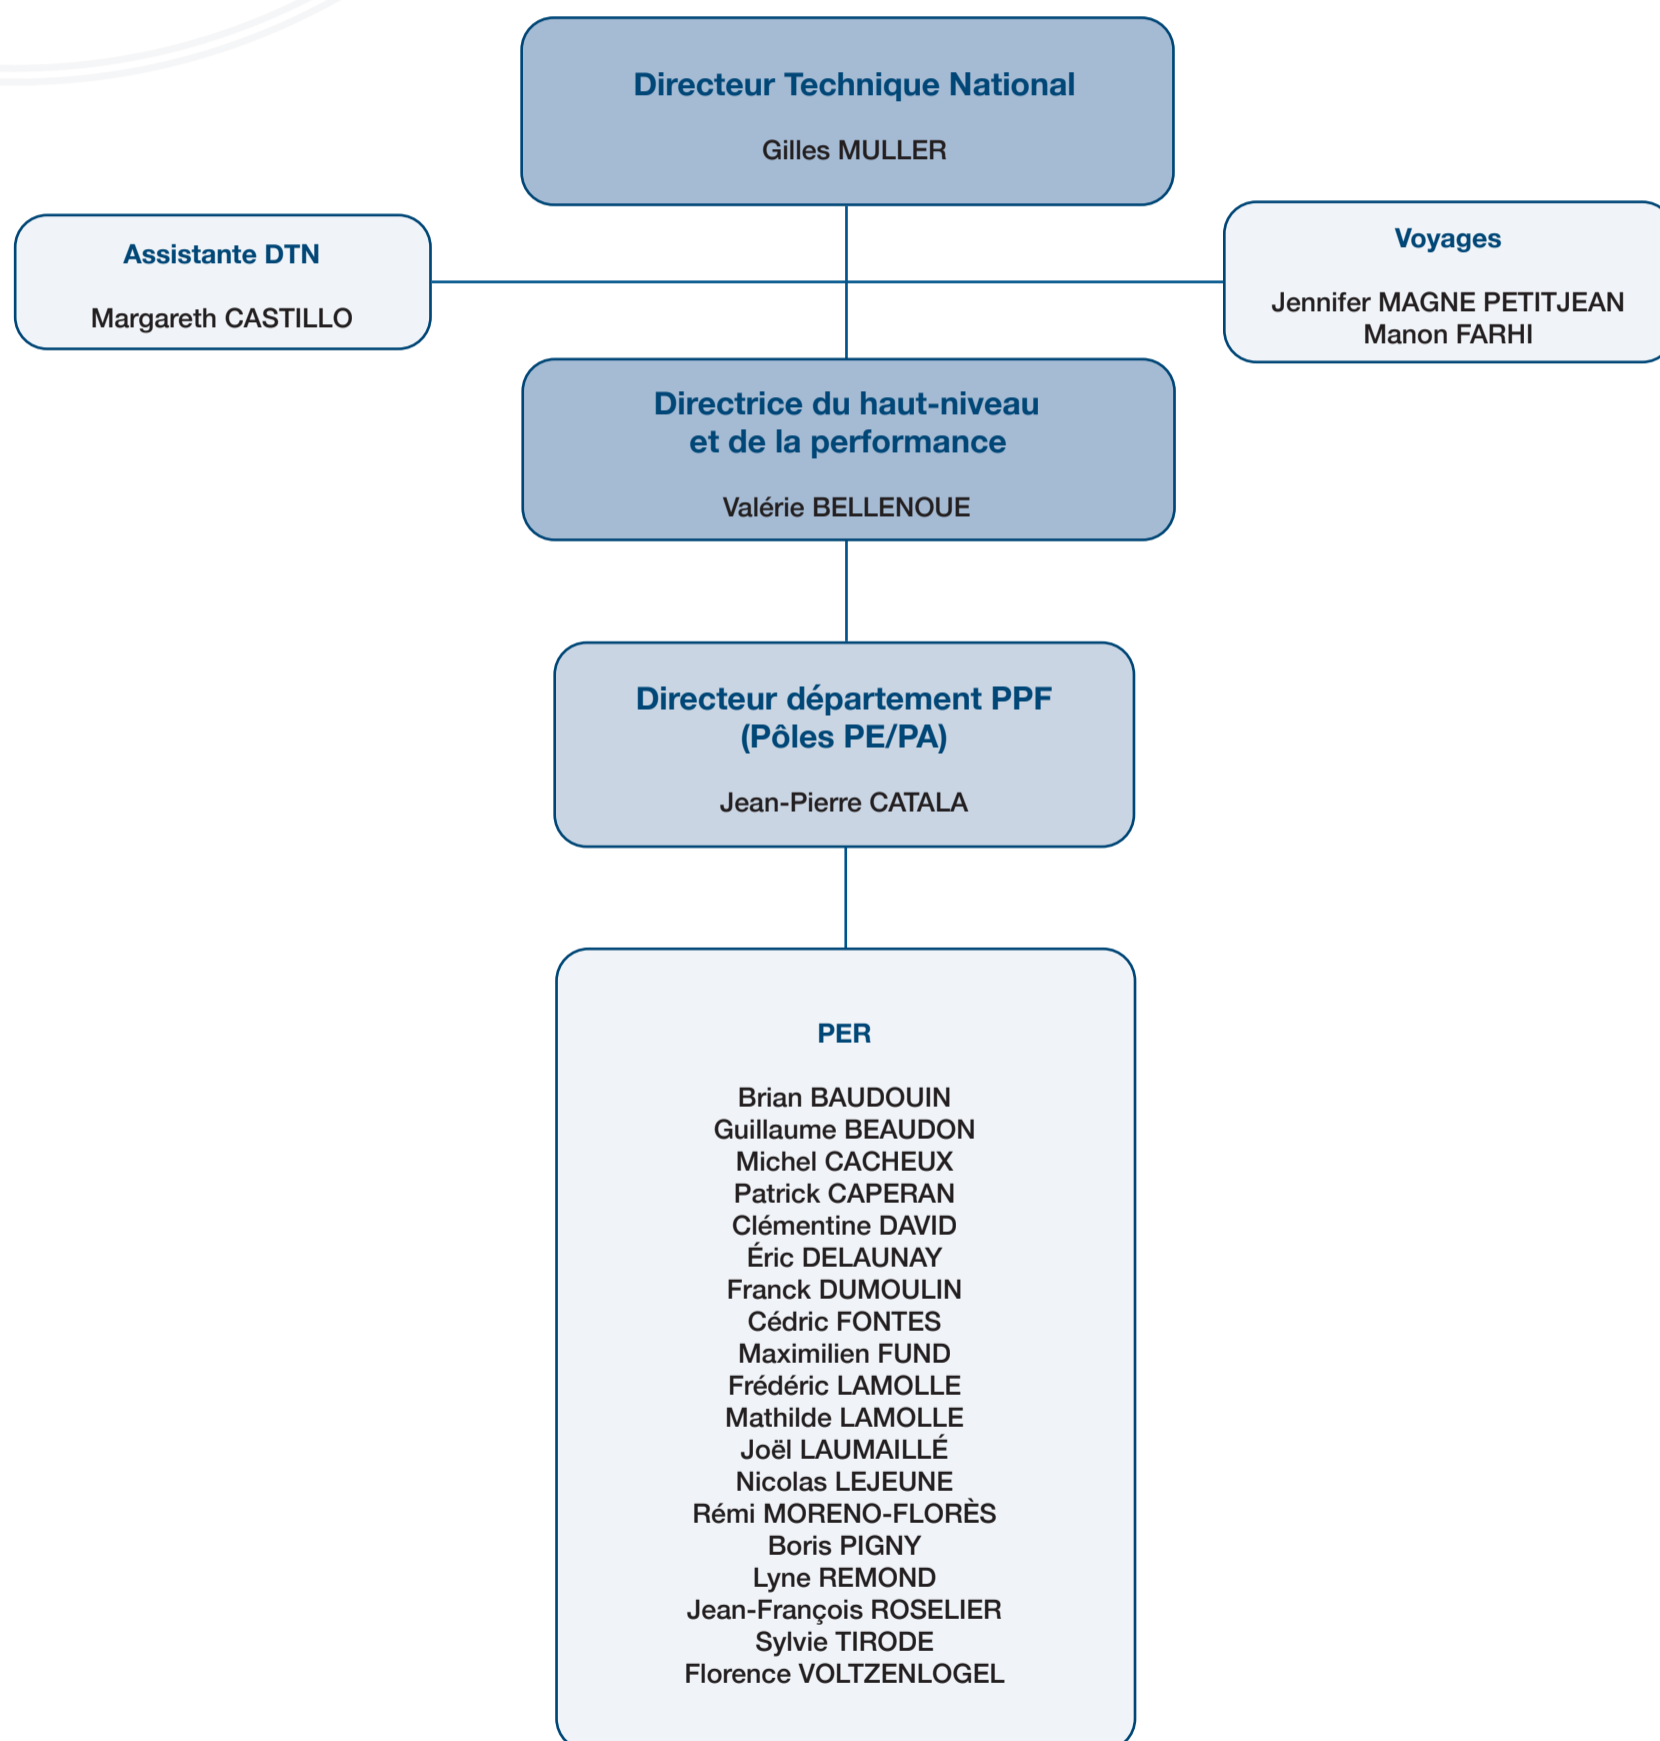 Directeur Technique National
Gilles MULLER
Assistante DTN
Margareth CASTILLO
Voyages
Jennifer MAGNE PETITJEAN
Manon FARHI
Directrice du haut-niveau
et de la performance
Valérie BELLENOUE
Directeur département PPF
(Pôles PE/PA)
Jean-Pierre CATALA
PER
Brian BAUDOUIN
Guillaume BEAUDON
Michel CACHEUX
Patrick CAPERAN
Clémentine DAVID
Éric DELAUNAY
Franck DUMOULIN
Cédric FONTES
Maximilien FUND
Frédéric LAMOLLE
Mathilde LAMOLLE
Joël LAUMAILLÉ
Nicolas LEJEUNE
Rémi MORENO-FLORÈS
Boris PIGNY
Lyne REMOND
Jean-François ROSELIER
Sylvie TIRODE
Florence VOLTZENLOGEL